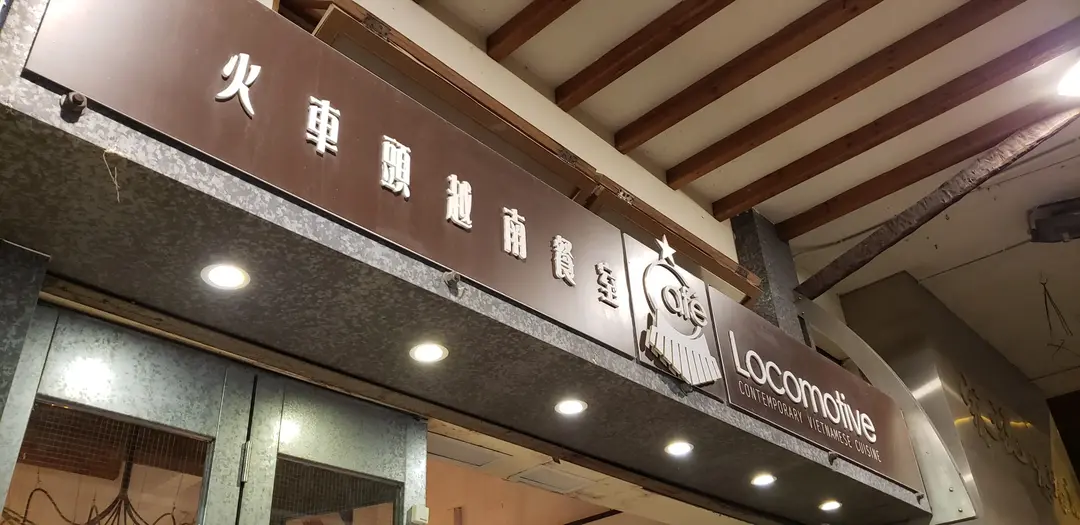 火車頭越南餐室
Café
LOCOMOTIVE
CONTEMPORARY VIETNAMESE CUISINE